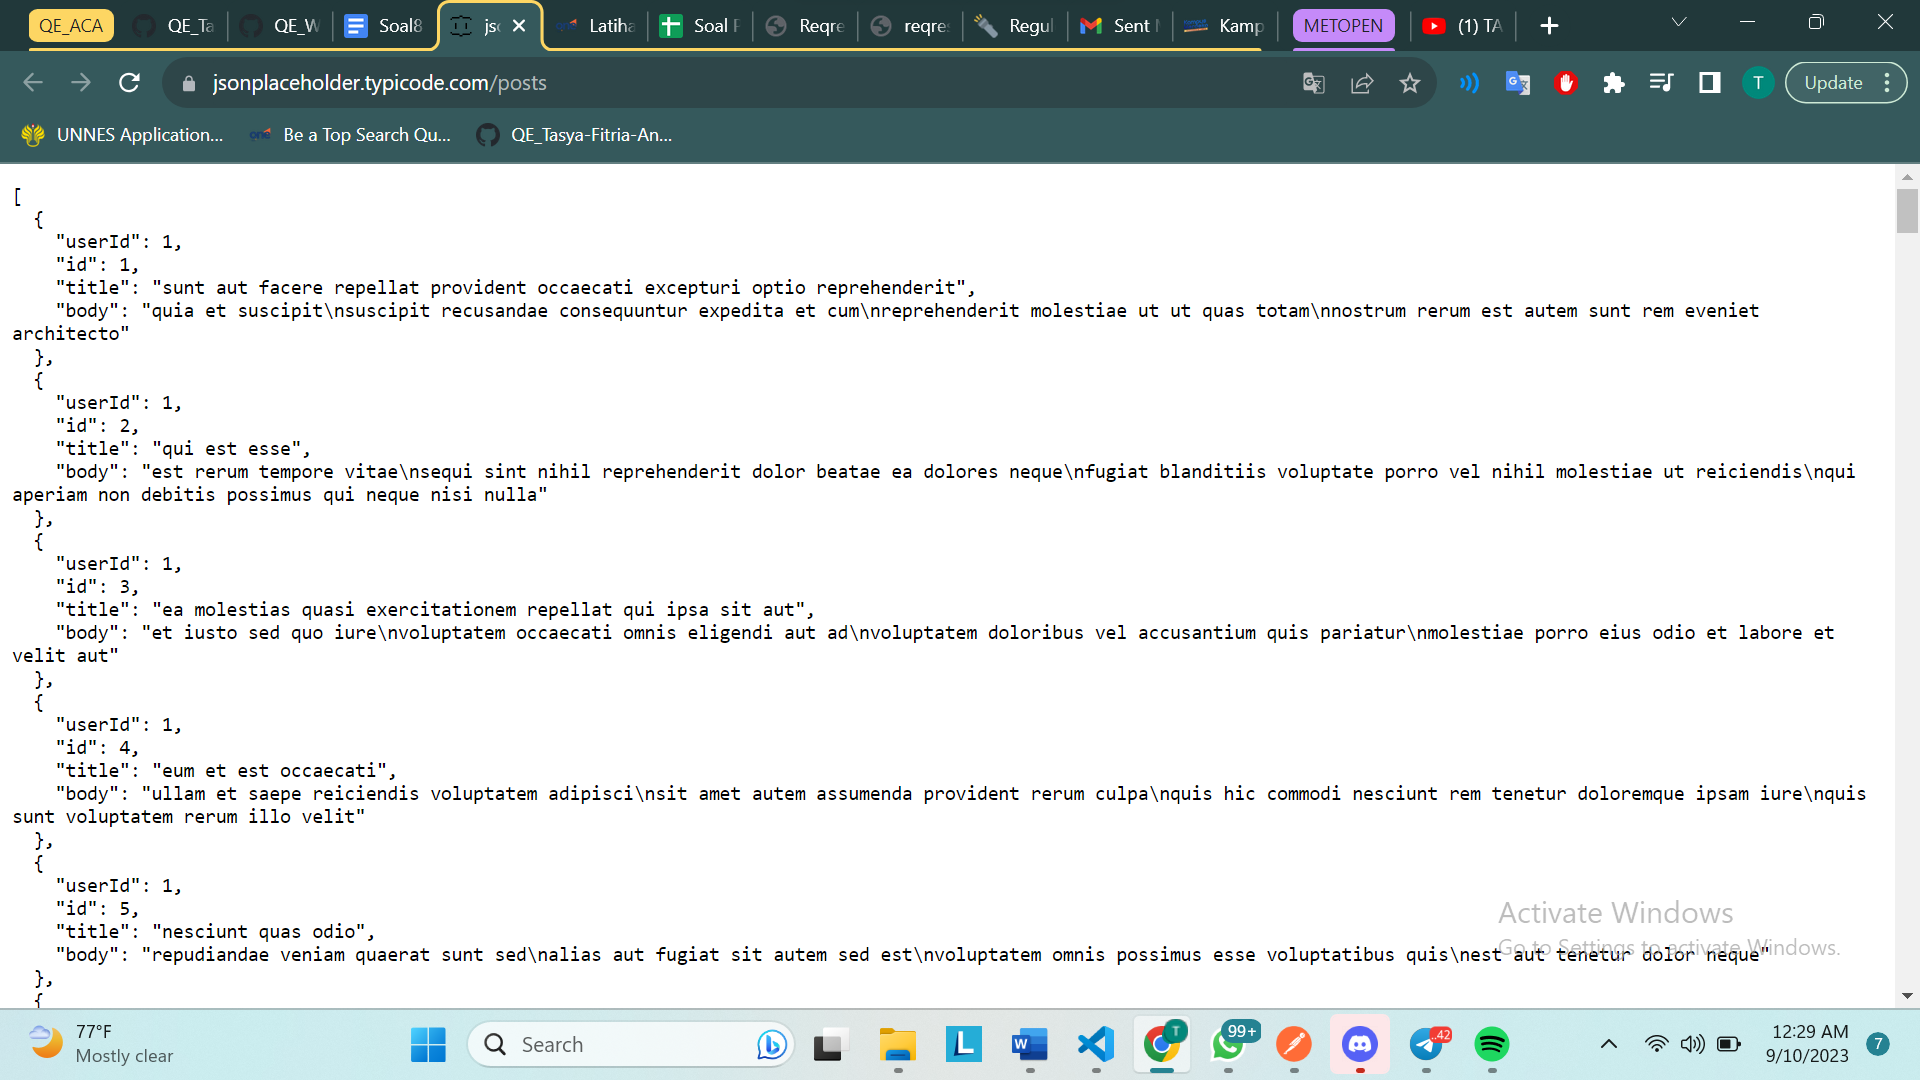 QE_ACA QE_Ta QE_W Soal8 jsc Latiha Soal F Reqre reqre Regul Sent Kamp METOPEN (1) TA
jsonplaceholder.typicode.com/posts Update
UNNES Application... Be a Top Search Qu... QE_Tasya-Fitria-An...
[
{
"userId": 1,
"id": 1,
"title": "sunt aut facere repellat provident occaecati excepturi optio reprehenderit",
"body": "quia et suscipit\nsuscipit recusandae consequuntur expedita et cum\nreprehenderit molestiae ut ut quas totam\nnostrum rerum est autem sunt rem eveniet
architecto"
},
{
"userId": 1,
"id": 2,
"title": "qui est esse",
"body": "est rerum tempore vitae\nsequi sint nihil reprehenderit dolor beatae ea dolores neque\nfugiat blanditiis voluptate porro vel nihil molestiae ut reiciendis\nqui
aperiam non debitis possimus qui neque nisi nulla"
},
{
"userId": 1,
"id": 3,
"title": "ea molestias quasi exercitationem repellat qui ipsa sit aut",
"body": "et iusto sed quo iure\nvoluptatem occaecati omnis eligendi aut ad\nvoluptatem doloribus vel accusantium quis pariatur\nmolestiae porro eius odio et labore et
velit aut"
},
{
"userId": 1,
"id": 4,
"title": "eum et est occaecati",
"body": "ullam et saepe reiciendis voluptatem adipisci\nsit amet autem assumenda provident rerum culpa\nquis hic commodi nesciunt rem tenetur doloremque ipsam iure\nquis
sunt voluptatem rerum illo velit"
},
{
"userId": 1,
"id": 5,
"title": "nesciunt quas odio",
"body": "repudiandae veniam quaerat sunt sed\nalias aut fugiat sit autem sed est\nvoluptatem omnis possimus esse voluptatibus quis\nest aut tenetur dolor neque"
},
{
Activate Windows
Go to Settings to activate Windows.
77°F
Mostly clear
Search
99+
42
12:29 AM
9/10/2023
7